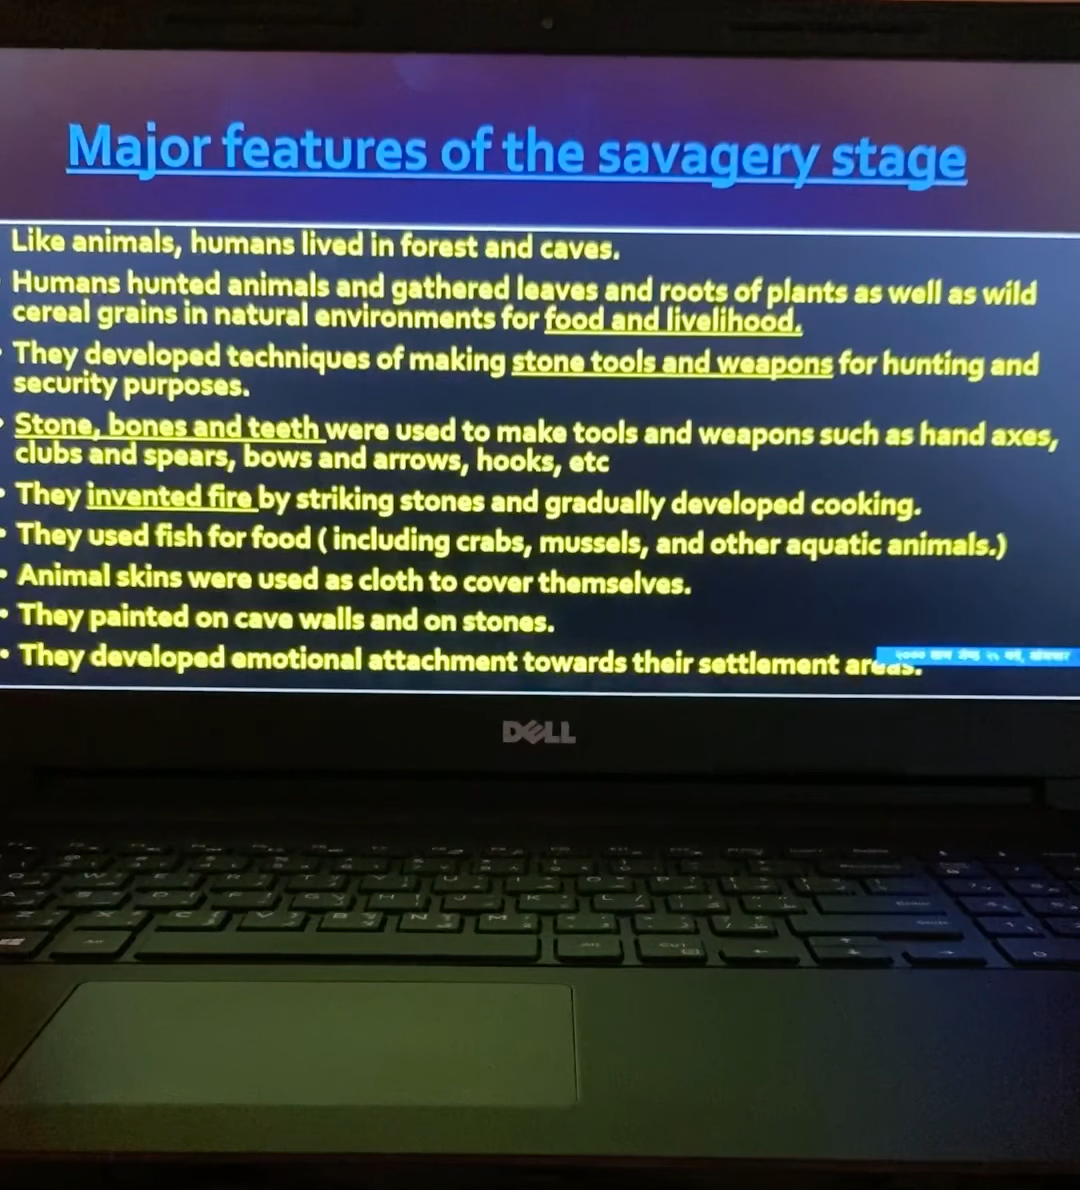 Major features of the savagery stage
Like animals, humans lived in forest and caves.
Humans hunted animals and gathered leaves and roots of plants as well as wild
cereal grains in natural environments for food and livelihood.
• They developed techniques of making stone tools and weapons for hunting and
security purposes.
• Stone, bones and teeth were used to make tools and weapons such as hand axes,
clubs and spears, bows and arrows, hooks, etc
• They invented fire by striking stones and gradually developed cooking.
• They used fish for food ( including crabs, mussels, and other aquatic animals.)
• Animal skins were used as cloth to cover themselves.
• They painted on cave walls and on stones.
• They developed emotional attachment towards their settlement areas.
DELL